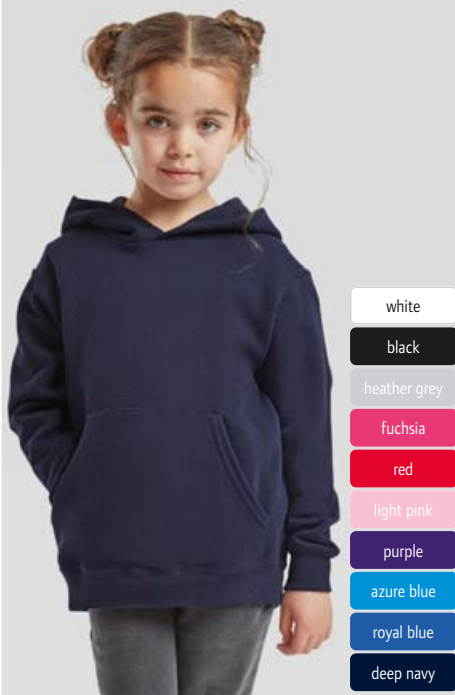 white
black
heather grey
fuchsia
red
light pink
purple
azure blue
royal blue
deep navy